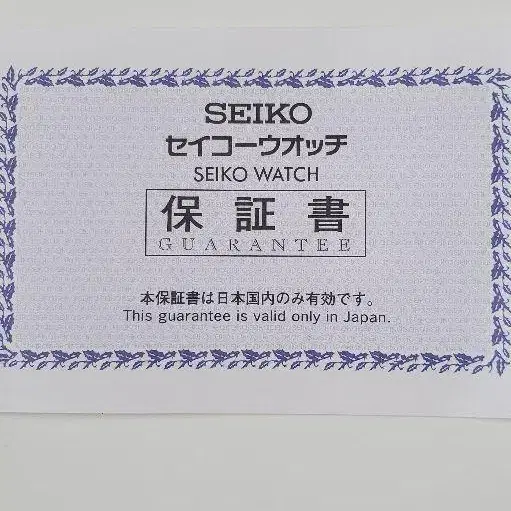 SEIKO
セイコーウオッチ
SEIKO WATCH
保証書
GUARANTEE
本保証書は日本国内のみ有効です。
This guarantee is valid only in Japan.